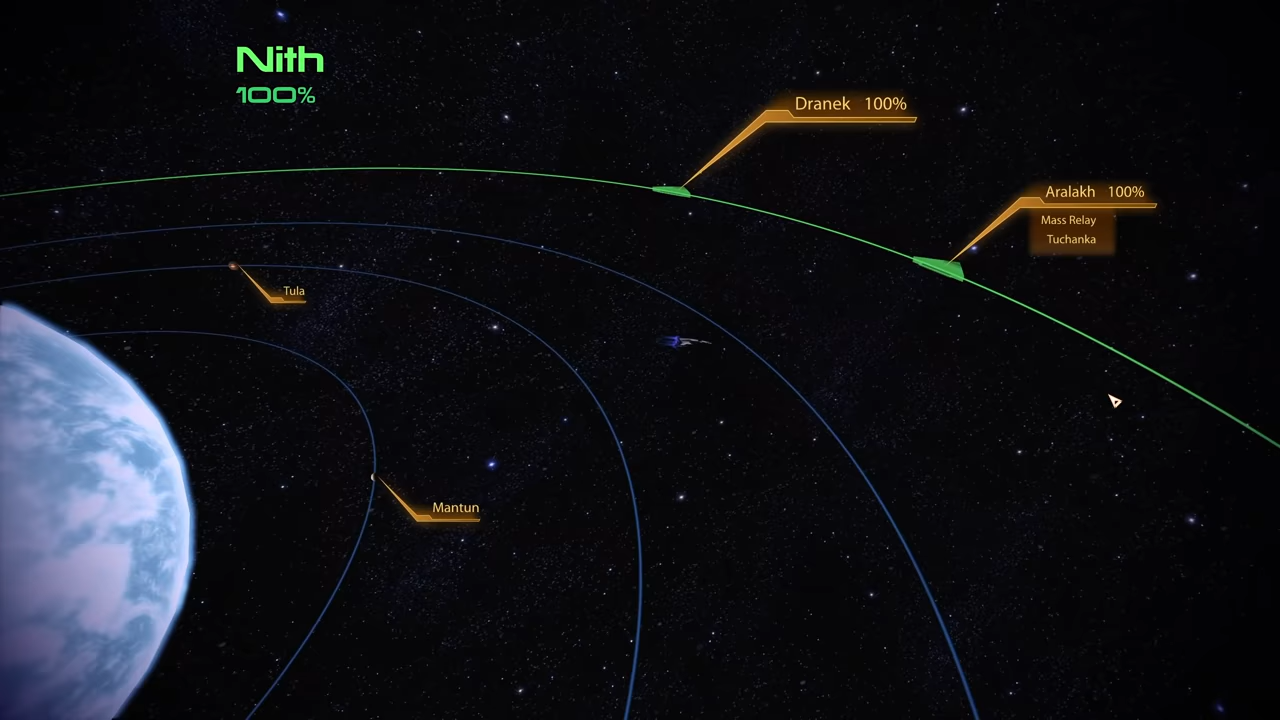 Nith
100%
Dranek 100%
Aralakh 100%
Mass Relay
Tuchanka
Tula
Mantun